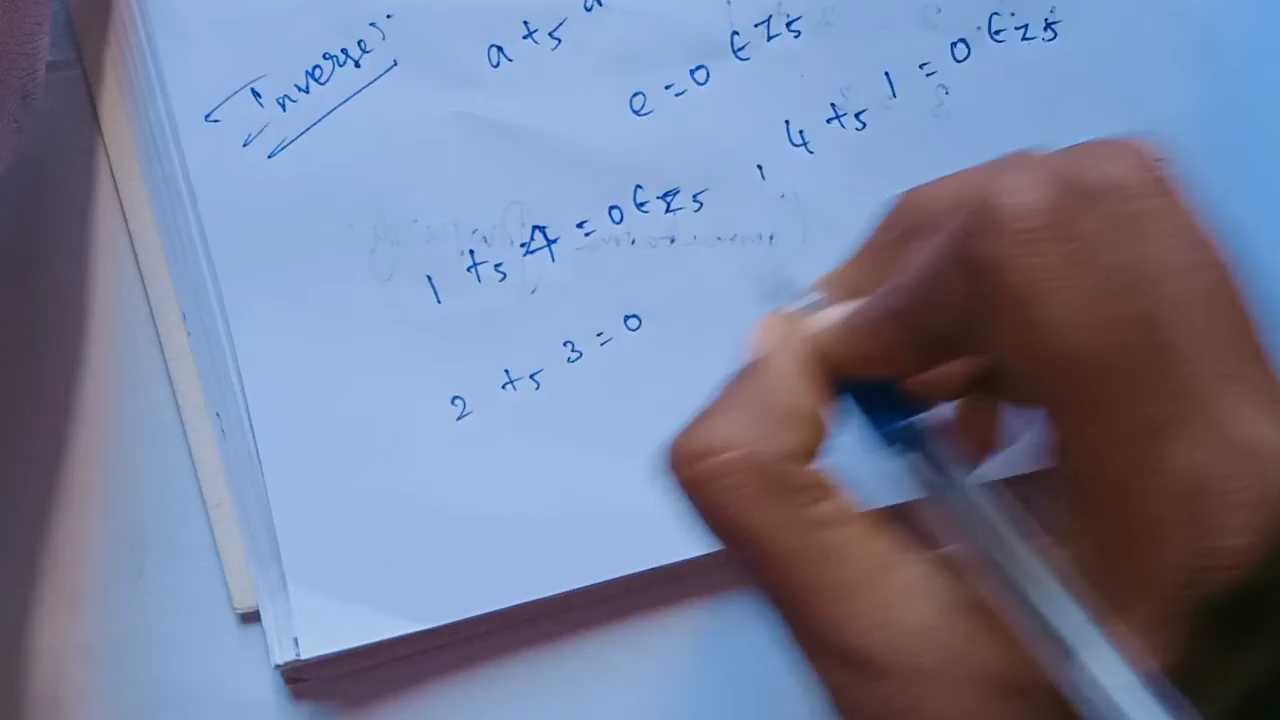 Inverse: a +5
e = 0 ∈ Z5
1 +5 4 = 0 ∈ Z5 , 4 +5 1 = 0 ∈ Z5
2 +5 3 = 0